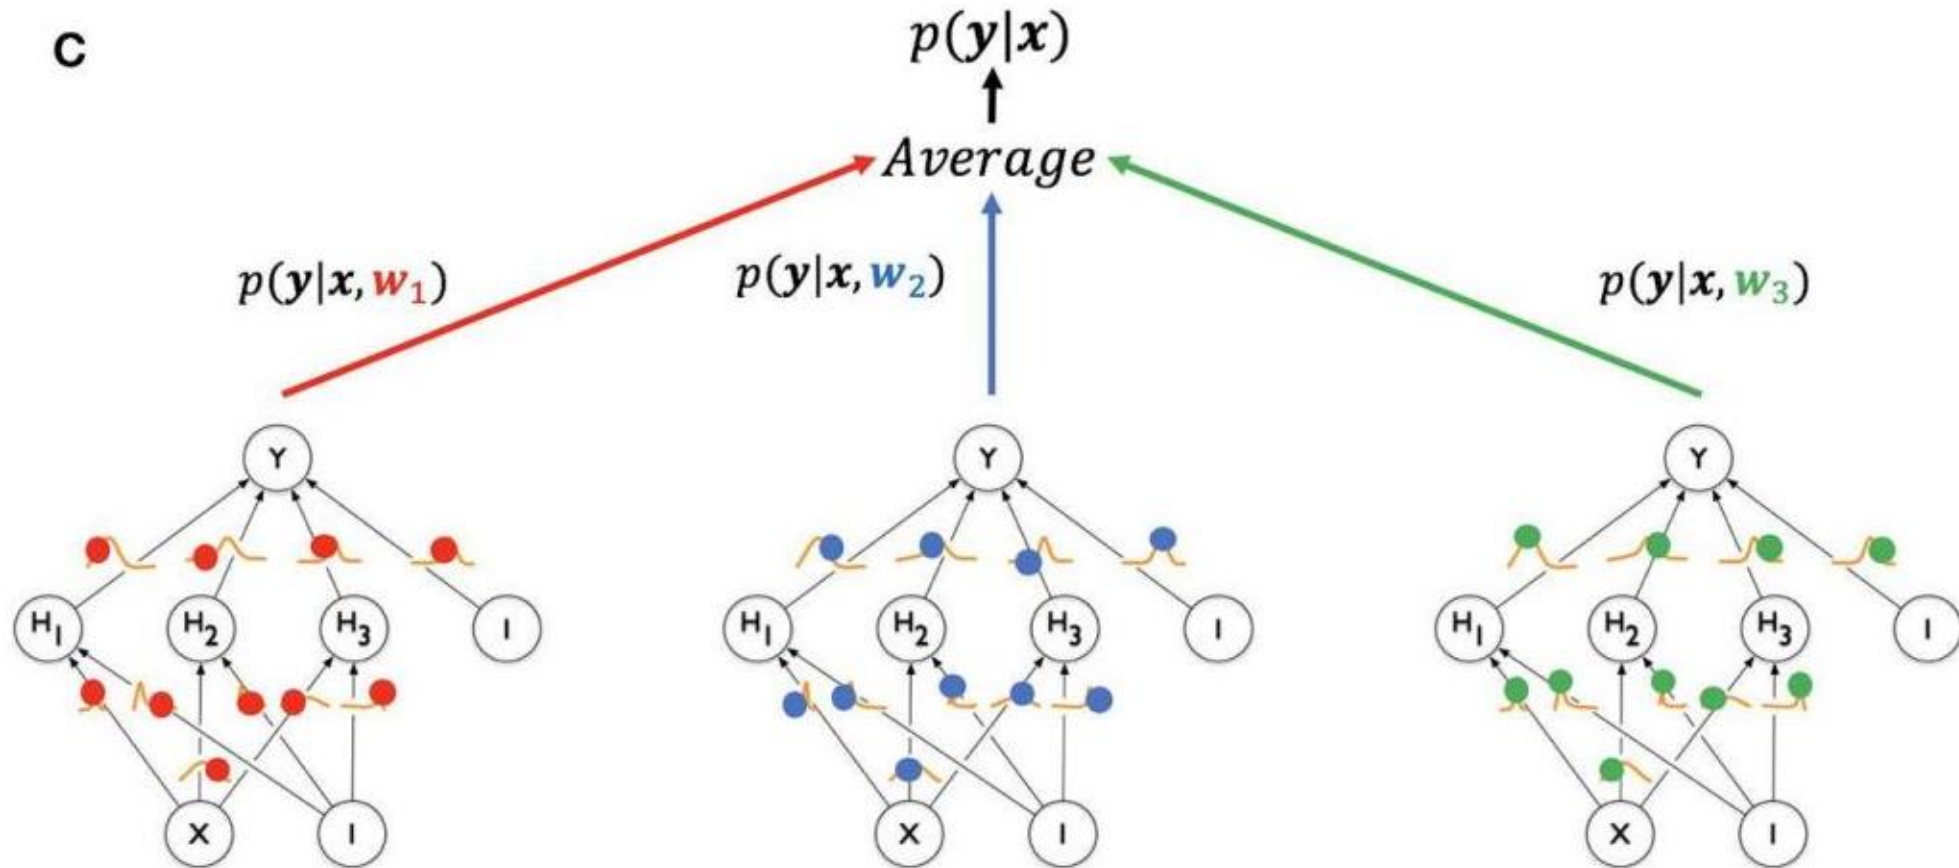 C
p(y|x)
Average
p(y|x, w₁)
p(y|x, w₂)
p(y|x, w₃)
Y
Y
Y
H₁
H₂
H₃
I
H₁
H₂
H₃
I
H₁
H₂
H₃
I
X
I
X
I
X
I